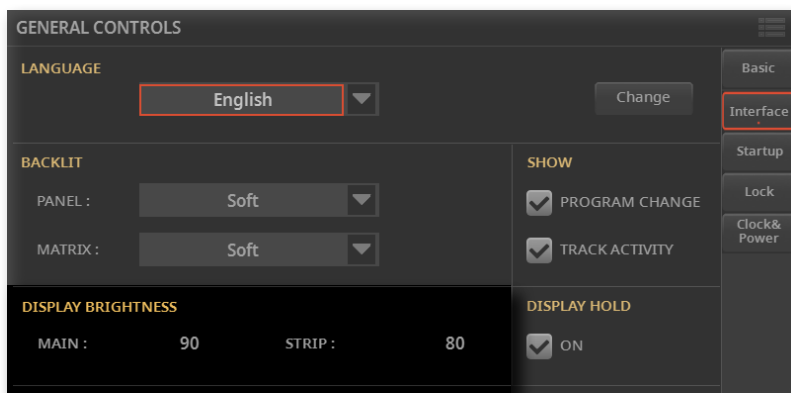 GENERAL CONTROLS
LANGUAGE
English
Change
BACKLIT
PANEL :
Soft
MATRIX :
Soft
SHOW
PROGRAM CHANGE
TRACK ACTIVITY
DISPLAY BRIGHTNESS
MAIN : 90 STRIP : 80
DISPLAY HOLD
ON
Basic
Interface
Startup
Lock
Clock&
Power